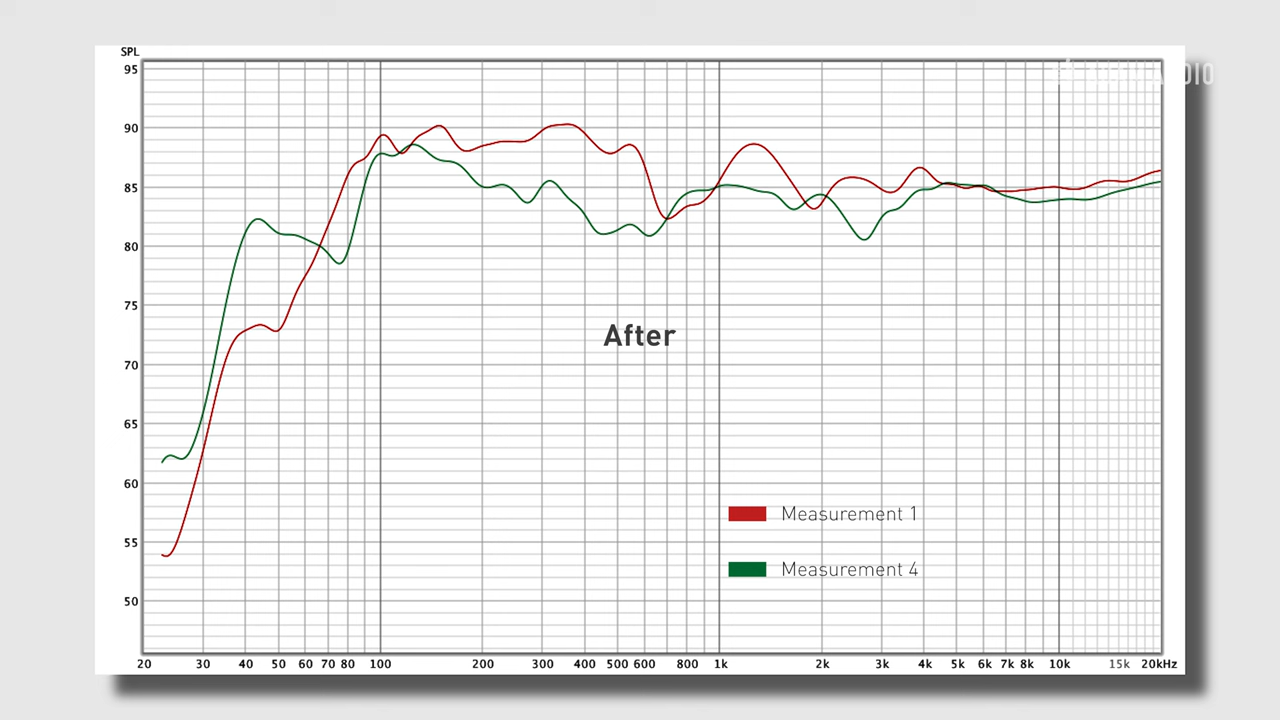 SPL
95
90
85
80
75
70
65
60
55
50
After
Measurement 1
Measurement 4
20 30 40 50 60 70 80 100 200 300 400 500 600 800 1k 2k 3k 4k 5k 6k 7k 8k 10k 15k 20kHz